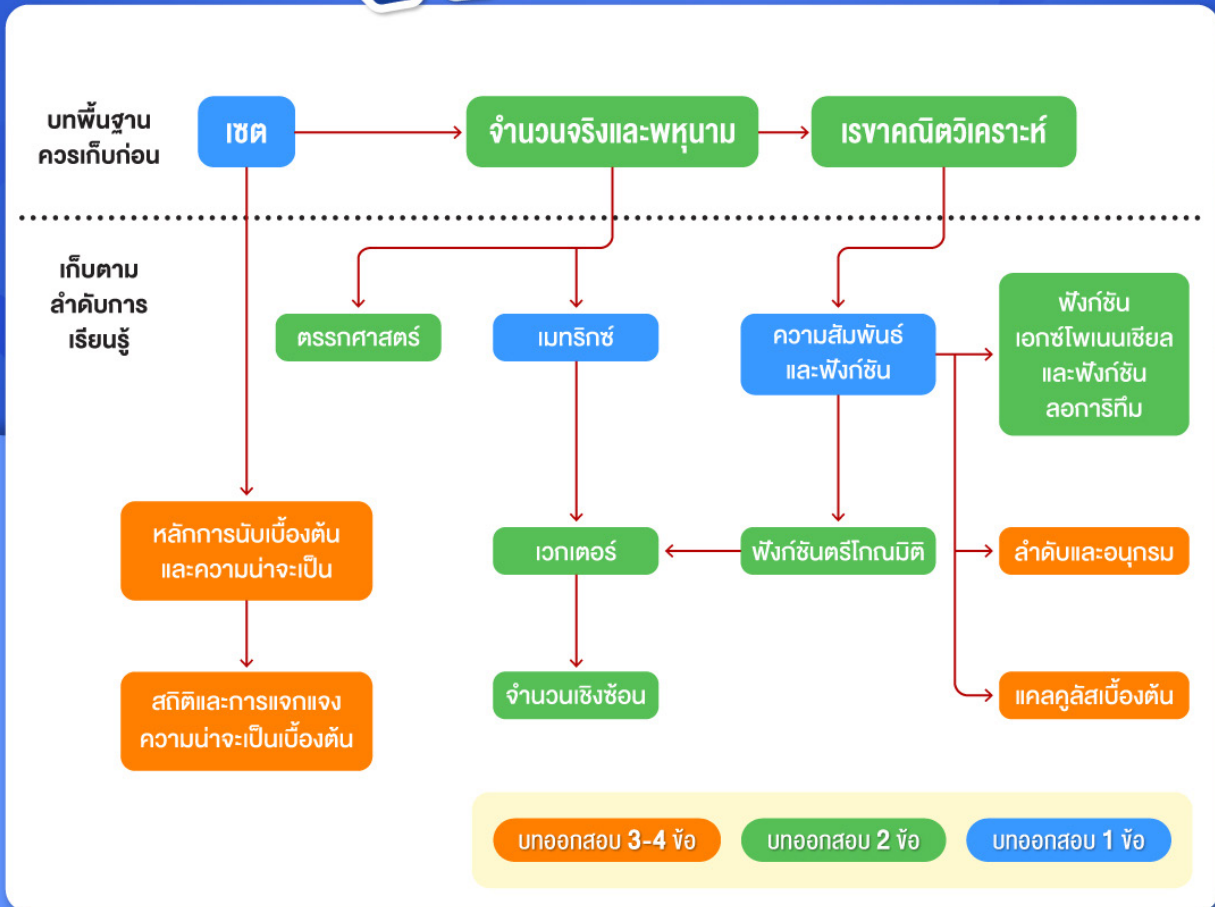 บทพื้นฐาน
ควรเก็บก่อน
เซต
จำนวนจริงและพหุนาม
เรขาคณิตวิเคราะห์
เก็บตาม
ลำดับการ
เรียนรู้
ตรรกศาสตร์
เมทริกซ์
ความสัมพันธ์
และฟังก์ชัน
ฟังก์ชัน
เอกซ์โพเนนเชียล
และฟังก์ชัน
ลอการิทึม
หลักการนับเบื้องต้น
และความน่าจะเป็น
เวกเตอร์
ฟังก์ชันตรีโกณมิติ
ลำดับและอนุกรม
สถิติและการแจกแจง
ความน่าจะเป็นเบื้องต้น
จำนวนเชิงซ้อน
แคลคูลัสเบื้องต้น
บทออกสอบ 3-4 ข้อ
บทออกสอบ 2 ข้อ
บทออกสอบ 1 ข้อ